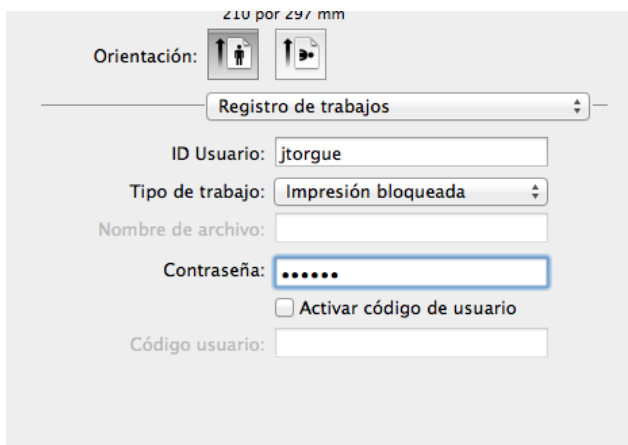 210 por 297 mm
Orientación:
Registro de trabajos
ID Usuario: jtorgue
Tipo de trabajo: Impresión bloqueada
Nombre de archivo:
Contraseña: ••••••
Activar código de usuario
Código usuario: